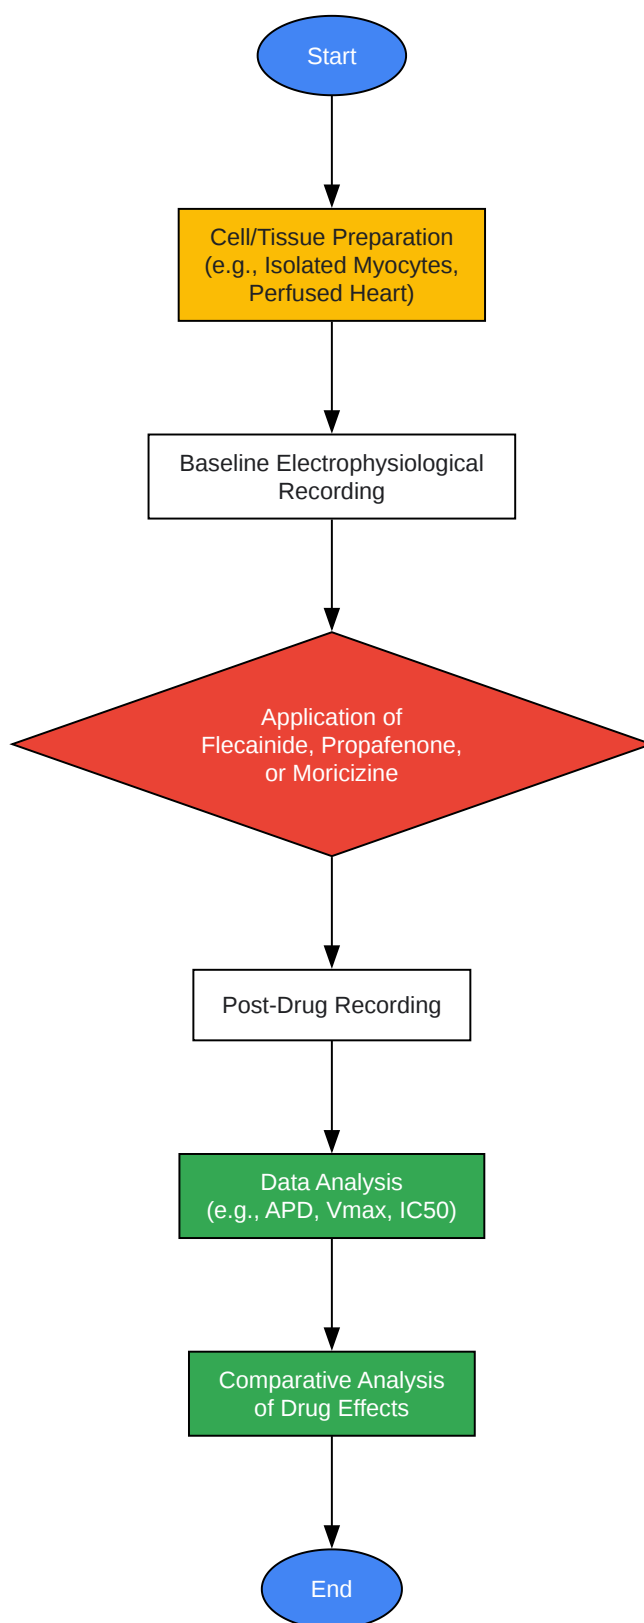 Start
Cell/Tissue Preparation
(e.g., Isolated Myocytes,
Perfused Heart)
Baseline Electrophysiological
Recording
Application of
Flecainide, Propafenone,
or Moricizine
Post-Drug Recording
Data Analysis
(e.g., APD, Vmax, IC50)
Comparative Analysis
of Drug Effects
End